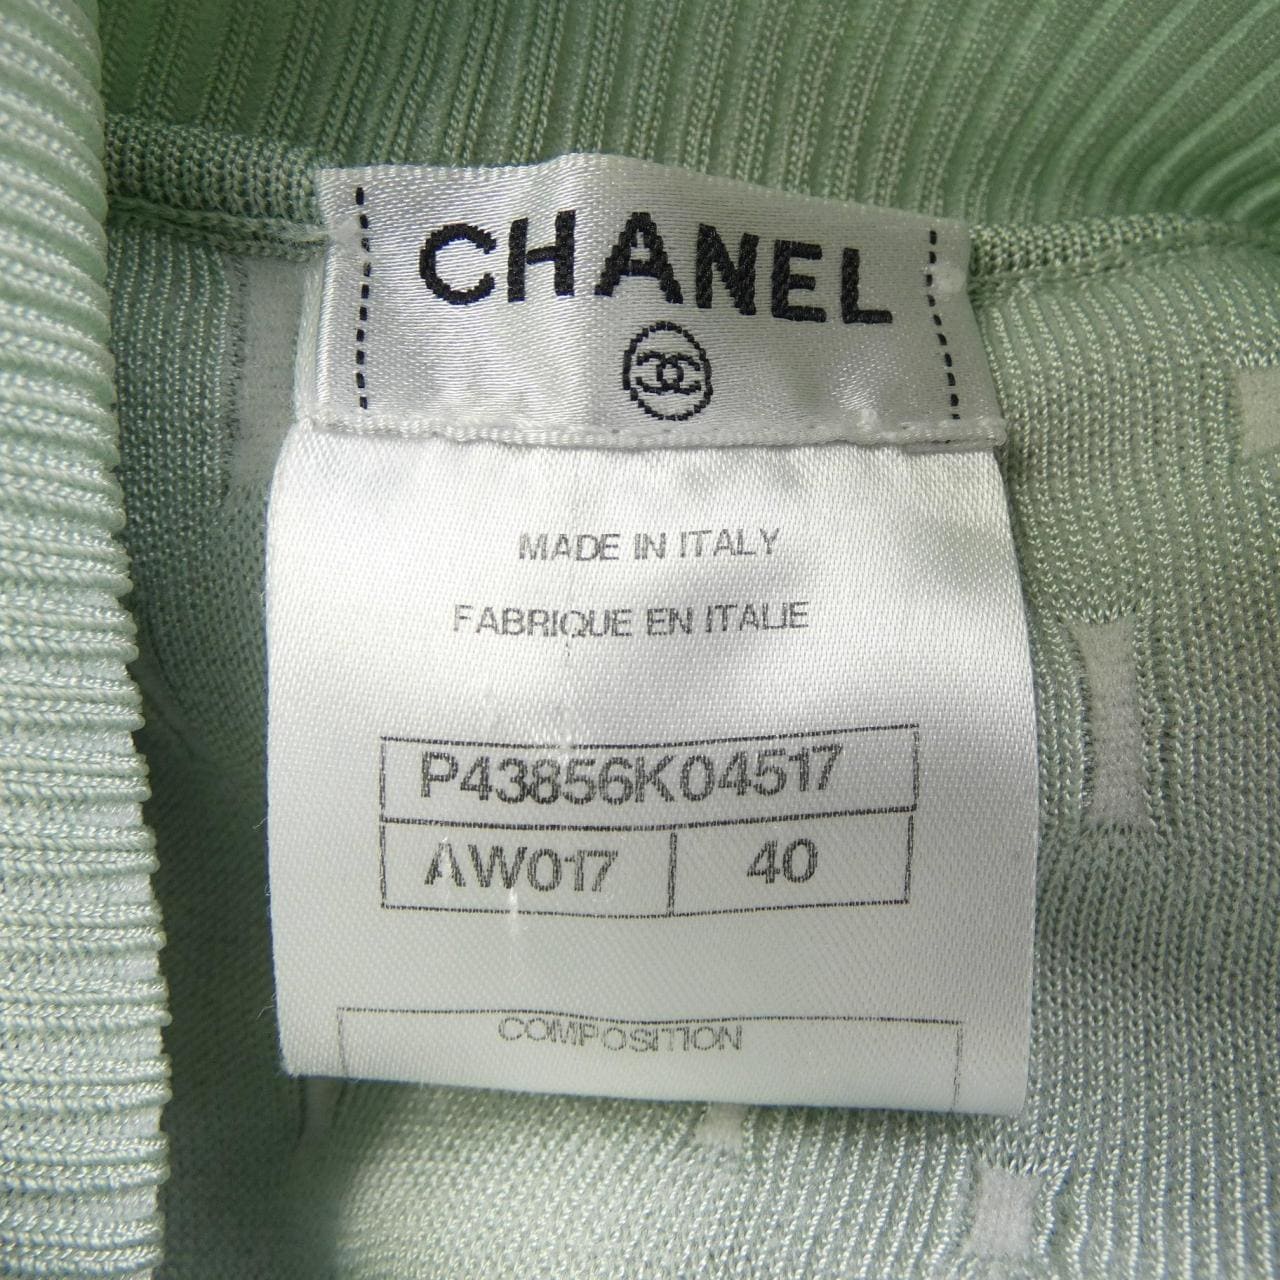 CHANEL
MADE IN ITALY
FABRIQUE EN ITALIE
P43856K04517
AW017 40
COMPOSITION